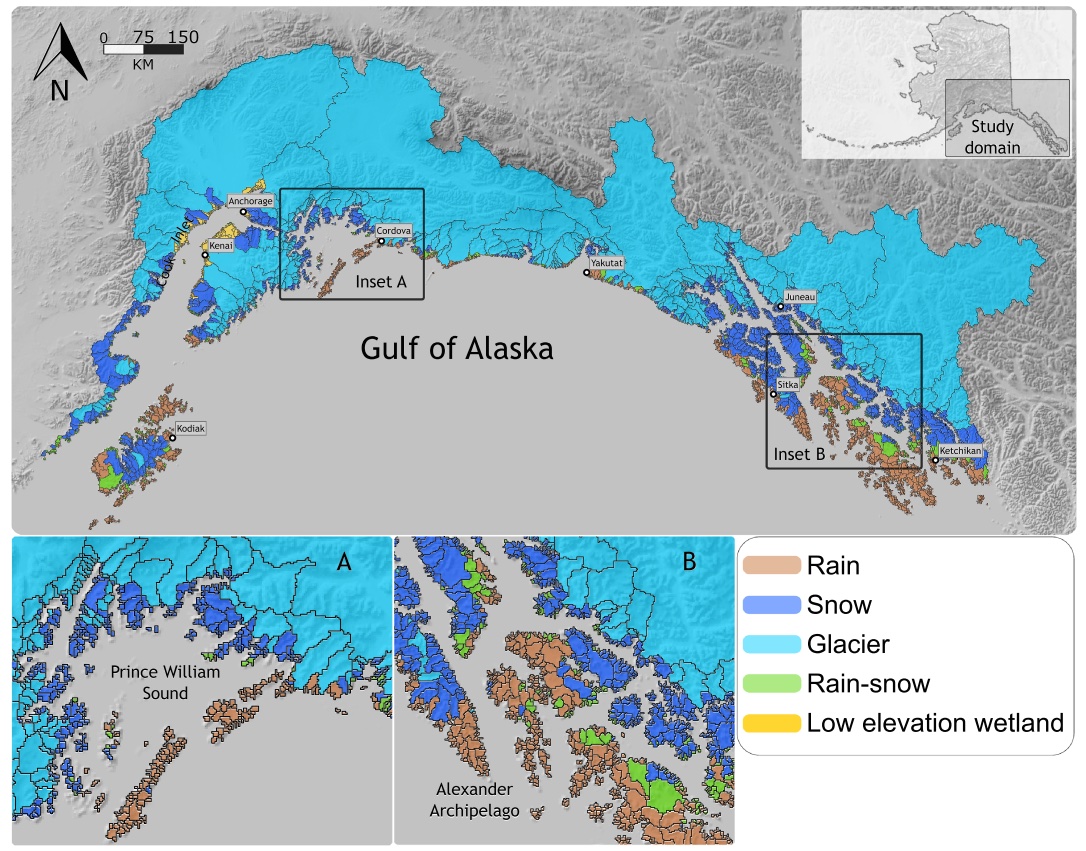 0 75 150
KM
N
Study
domain
Anchorage
Cook Inlet
Kenai
Cordova
Inset A
Yakutat
Juneau
Gulf of Alaska
Sitka
Kodiak
Inset B
Ketchikan
A
Prince William
Sound
B
Alexander
Archipelago
Rain
Snow
Glacier
Rain-snow
Low elevation wetland